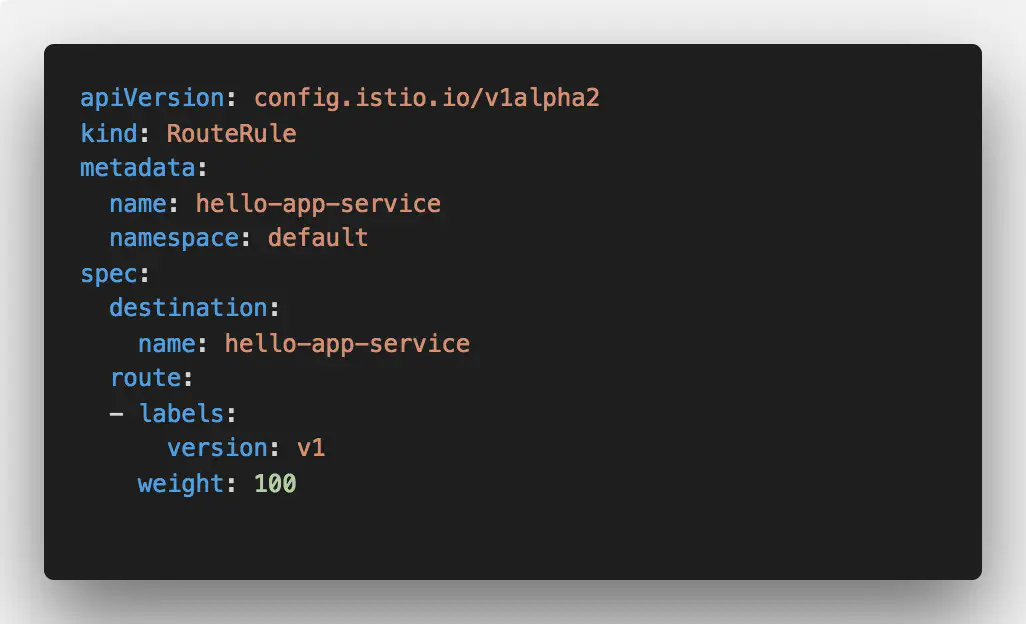 apiVersion: config.istio.io/v1alpha2
kind: RouteRule
metadata:
  name: hello-app-service
  namespace: default
spec:
  destination:
    name: hello-app-service
  route:
  - labels:
      version: v1
    weight: 100